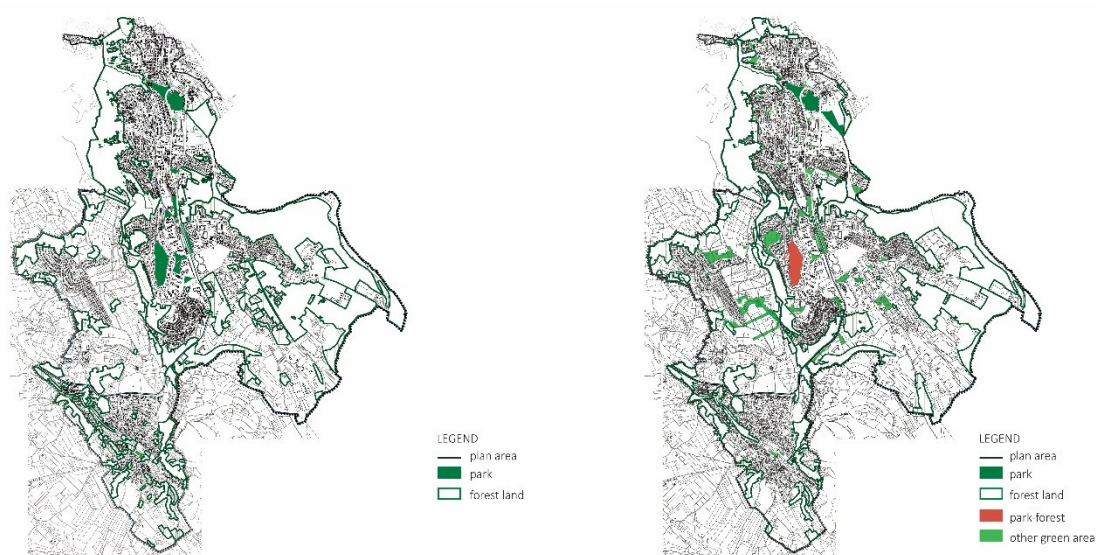 LEGEND
plan area
park
forest land
LEGEND
plan area
park
forest land
park-forest
other green area